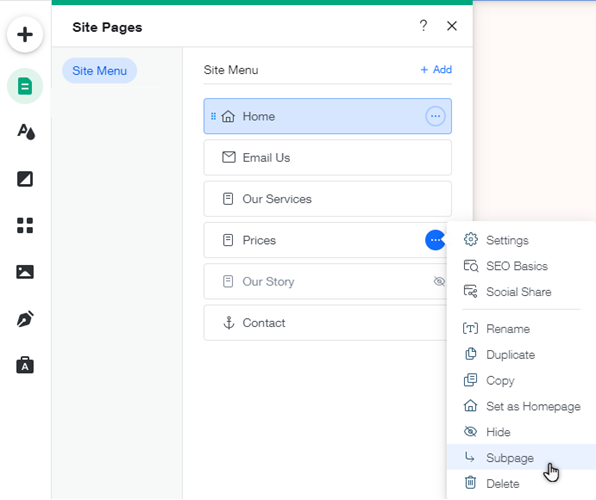 Site Pages
?
Site Menu
Site Menu
+ Add
Home
Email Us
Our Services
Prices
Our Story
Contact
Settings
SEO Basics
Social Share
Rename
Duplicate
Copy
Set as Homepage
Hide
Subpage
Delete